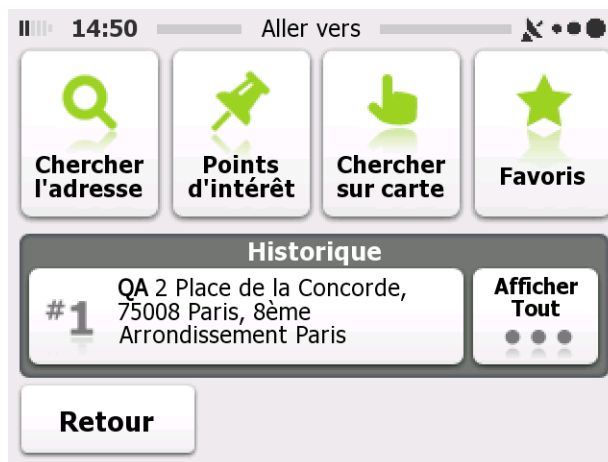 14:50 Aller vers
Chercher
l'adresse
Points
d'intérêt
Chercher
sur carte
Favoris
Historique
#1
QA 2 Place de la Concorde,
75008 Paris, 8ème
Arrondissement Paris
Afficher
Tout
Retour